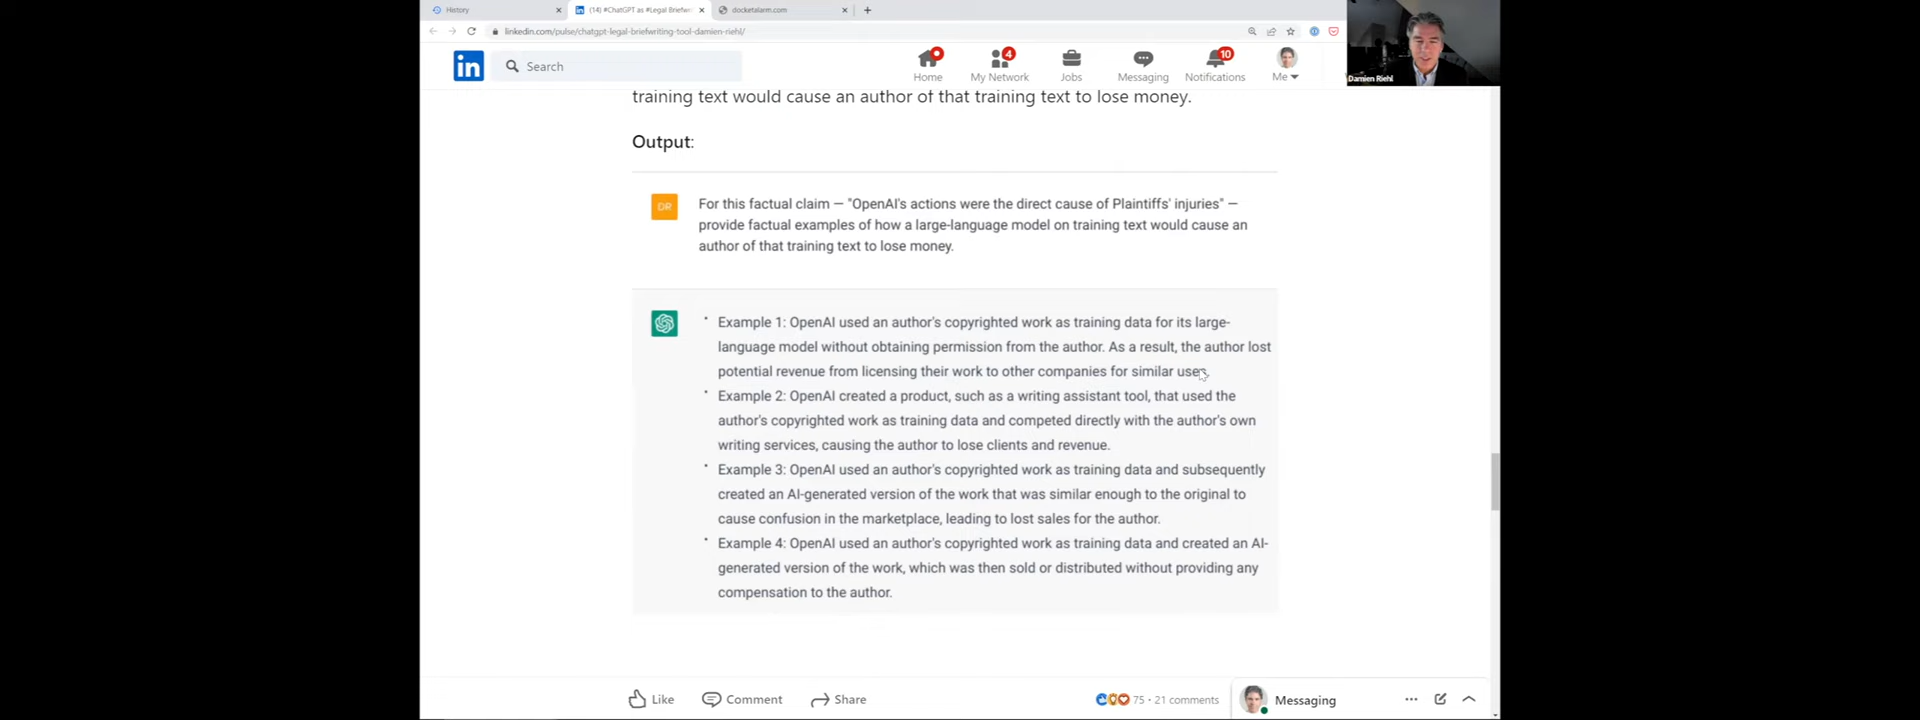 History
(14) #ChatGPT as #Legal Briefwr
docketalarm.com
linkedin.com/pulse/chatgpt-legal-briefwriting-tool-damien-riehl/
in
Search
4
10
Home
My Network
Jobs
Messaging
Notifications
Me
Damien Riehl
training text would cause an author of that training text to lose money.
Output:
DR
For this factual claim — "OpenAI's actions were the direct cause of Plaintiffs' injuries" —
provide factual examples of how a large-language model on training text would cause an
author of that training text to lose money.
• Example 1: OpenAI used an author's copyrighted work as training data for its large-
language model without obtaining permission from the author. As a result, the author lost
potential revenue from licensing their work to other companies for similar uses.
• Example 2: OpenAI created a product, such as a writing assistant tool, that used the
author's copyrighted work as training data and competed directly with the author's own
writing services, causing the author to lose clients and revenue.
• Example 3: OpenAI used an author's copyrighted work as training data and subsequently
created an AI-generated version of the work that was similar enough to the original to
cause confusion in the marketplace, leading to lost sales for the author.
• Example 4: OpenAI used an author's copyrighted work as training data and created an AI-
generated version of the work, which was then sold or distributed without providing any
compensation to the author.
Like
Comment
Share
75 · 21 comments
Messaging